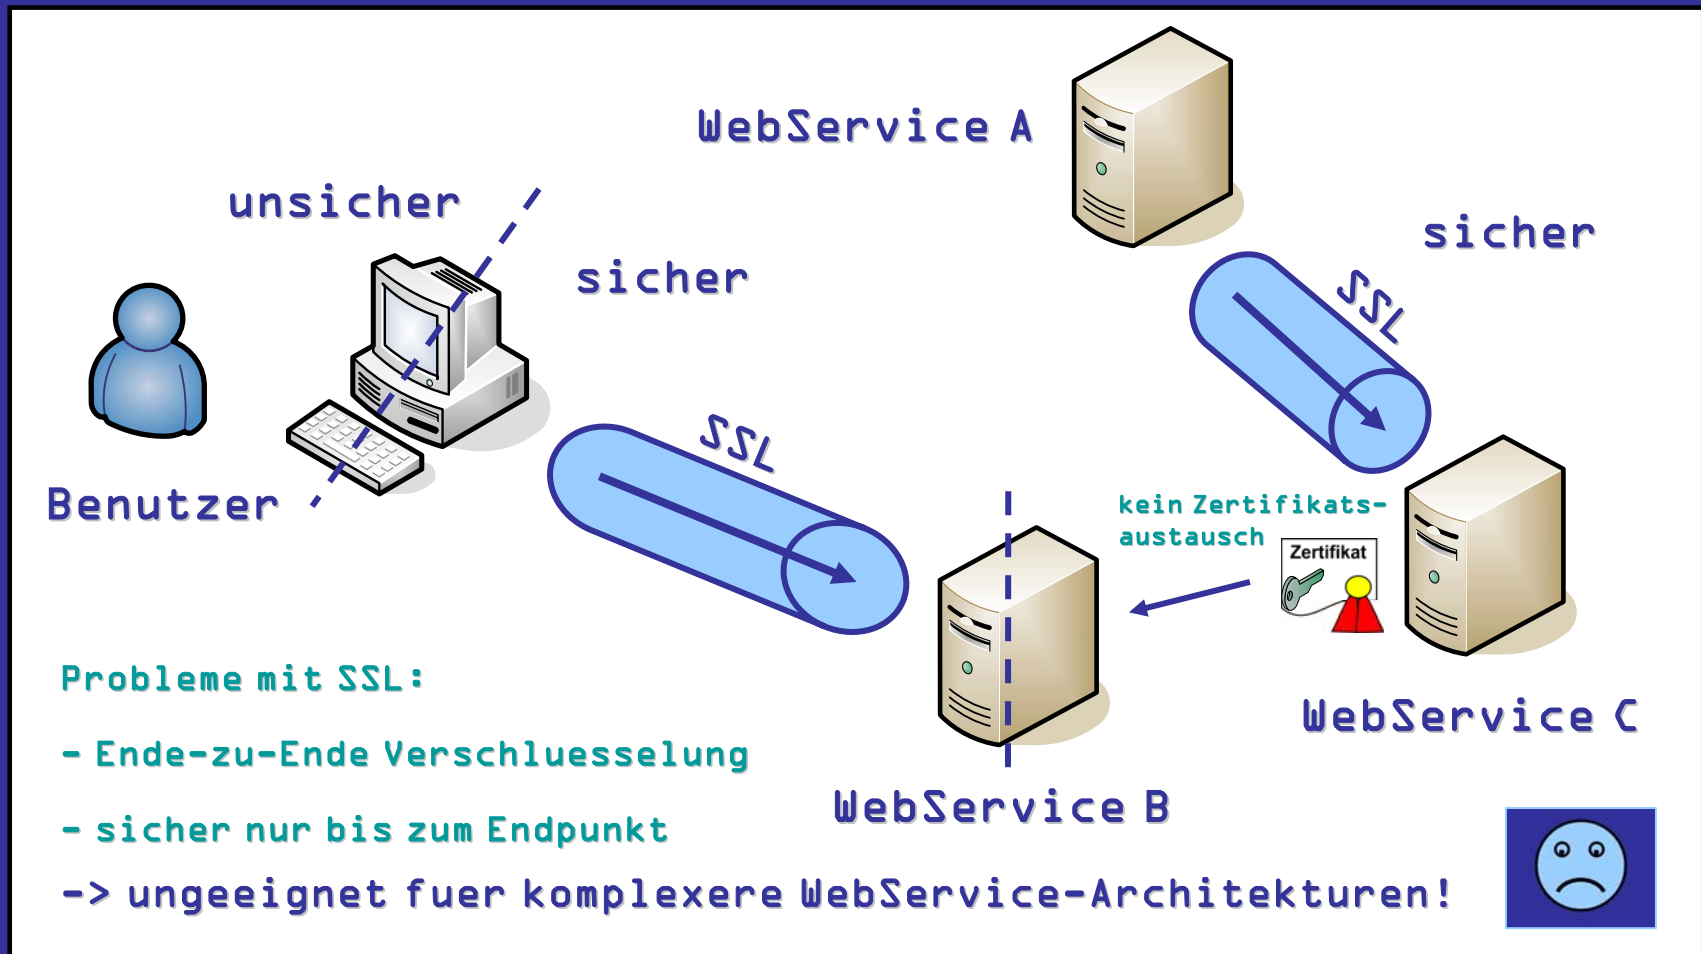 WebService A
unsicher
sicher
sicher
SSL
SSL
Benutzer
kein Zertifikats-
austausch
Zertifikat
Probleme mit SSL:
WebService C
- Ende-zu-Ende Verschluesselung
WebService B
- sicher nur bis zum Endpunkt
-> ungeeignet fuer komplexere WebService-Architekturen!